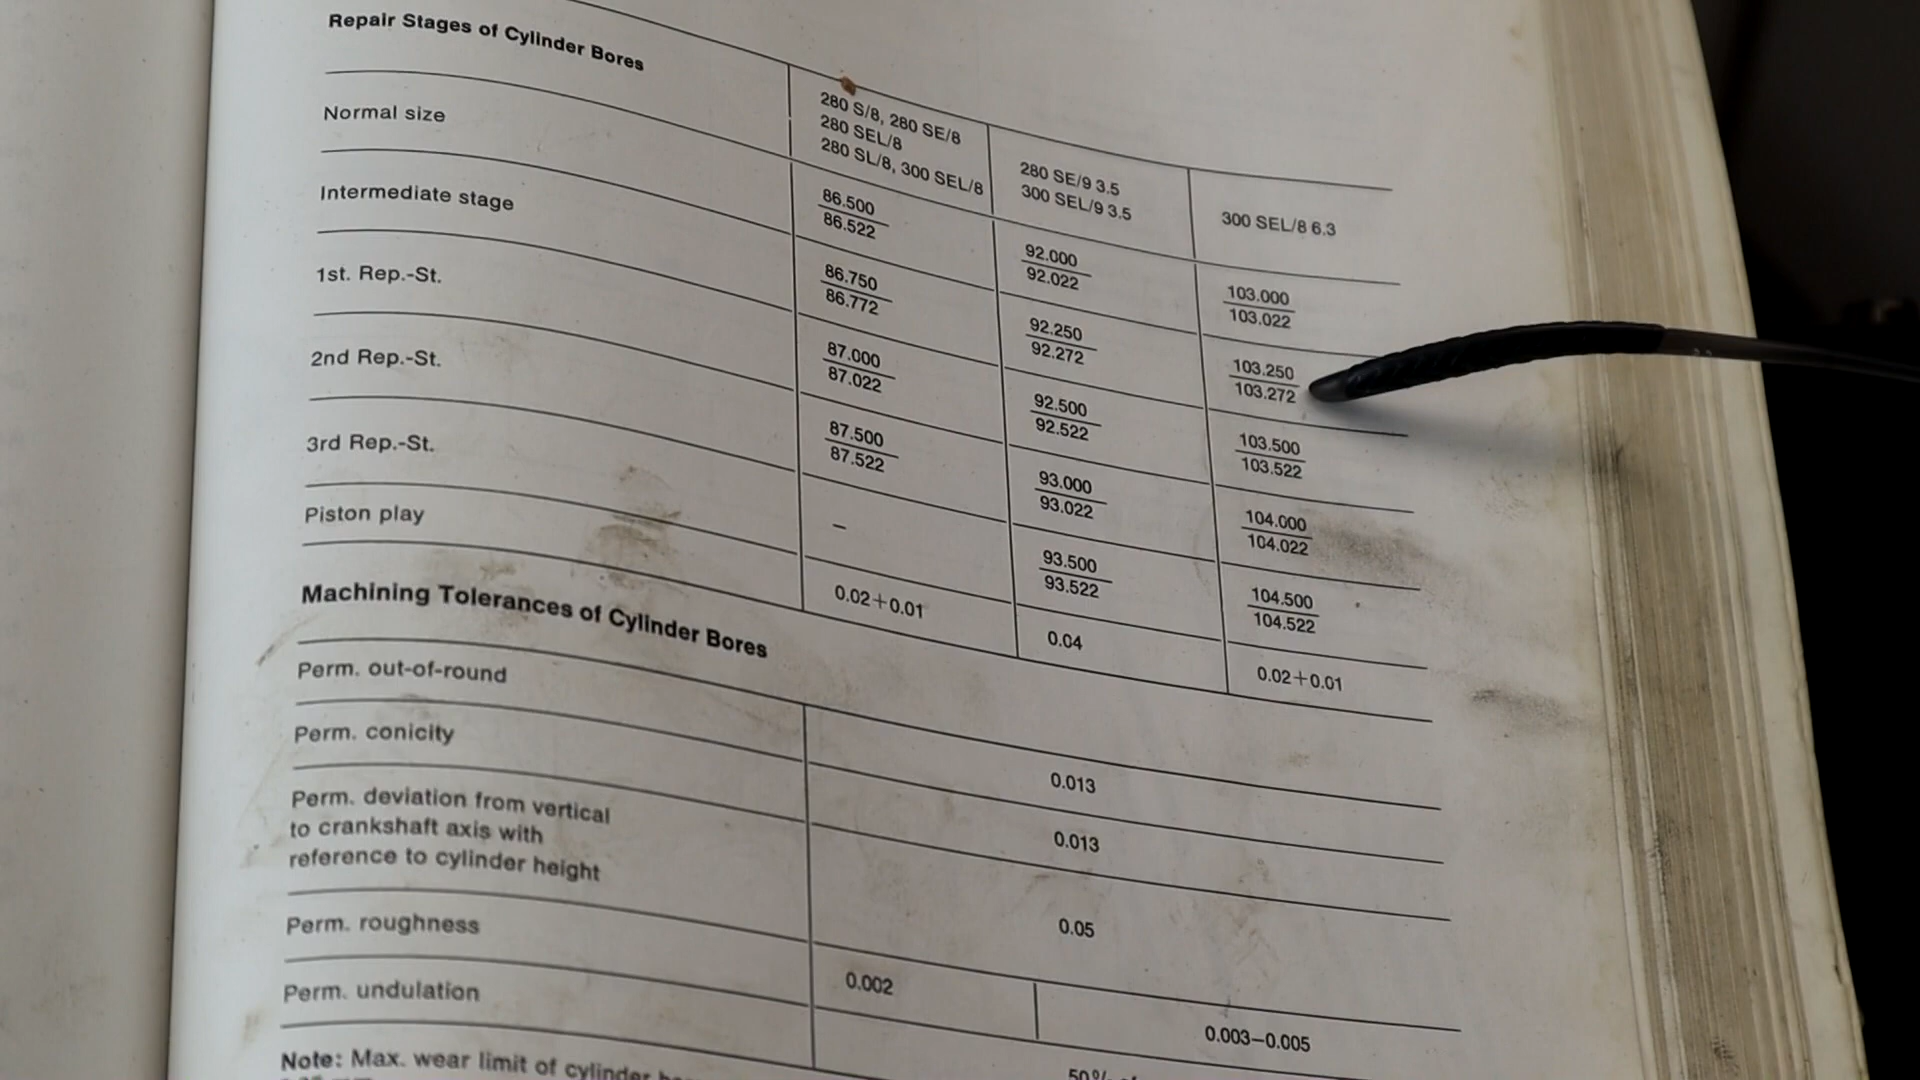 Repair Stages of Cylinder Bores
280 S/8, 280 SE/8
280 SEL/8
280 SL/8, 300 SEL/8
280 SE/9 3.5
300 SEL/9 3.5
300 SEL/8 6.3
Normal size
86.500
86.522
92.000
92.022
103.000
103.022
Intermediate stage
86.750
86.772
92.250
92.272
103.250
103.272
1st. Rep.-St.
87.000
87.022
92.500
92.522
103.500
103.522
2nd Rep.-St.
87.500
87.522
93.000
93.022
104.000
104.022
3rd Rep.-St.
–
93.500
93.522
104.500
104.522
Piston play
0.02+0.01
0.04
0.02+0.01
Machining Tolerances of Cylinder Bores
Perm. out-of-round
0.013
Perm. conicity
0.013
Perm. deviation from vertical
to crankshaft axis with
reference to cylinder height
0.05
Perm. roughness
0.002
0.003–0.005
Perm. undulation
50%
Note: Max. wear limit of cylinder